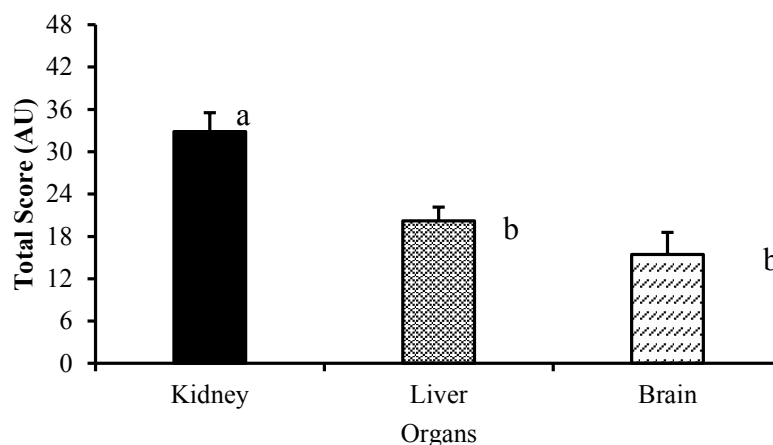 Total Score (AU)
48
42
36
30
24
18
12
6
0
a
b
b
Kidney Liver Brain
Organs